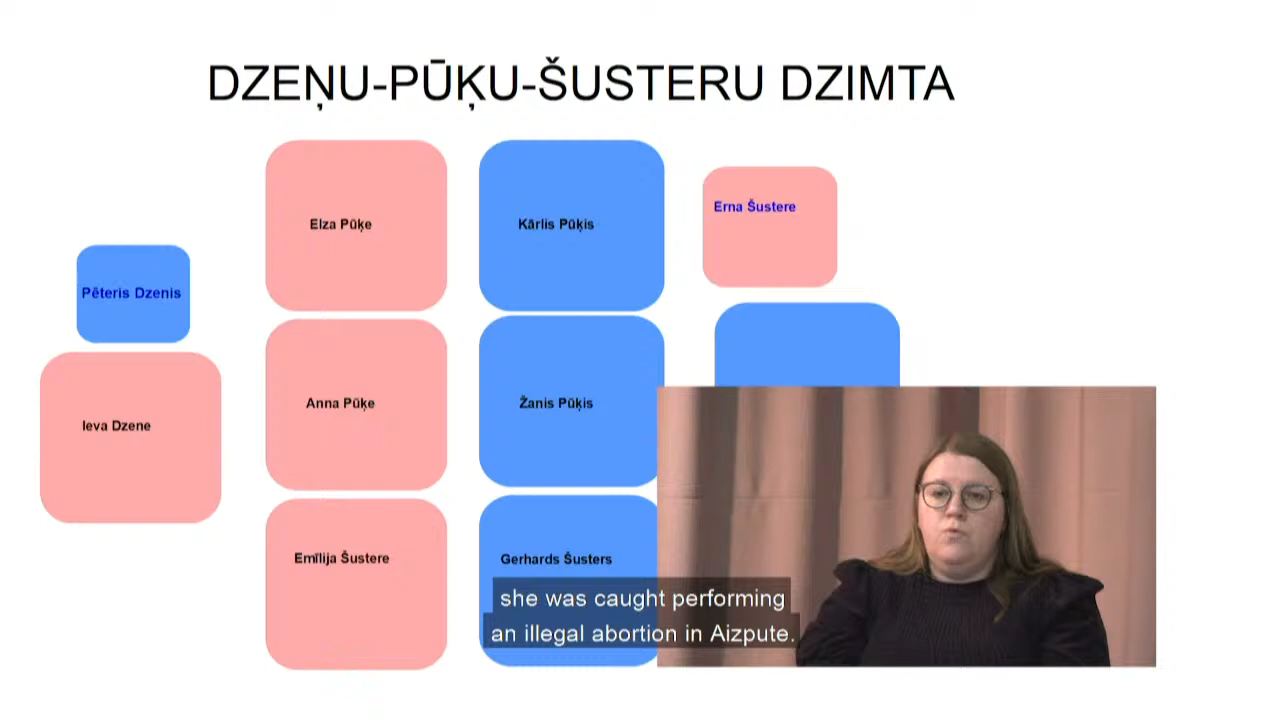 DZEŅU-PŪĶU-ŠUSTERU DZIMTA
Elza Pūķe
Kārlis Pūķis
Erna Šustere
Pēteris Dzenis
Anna Pūķe
Žanis Pūķis
Ieva Dzene
Emīlija Šustere
Gerhards Šusters
she was caught performing
an illegal abortion in Aizpute.